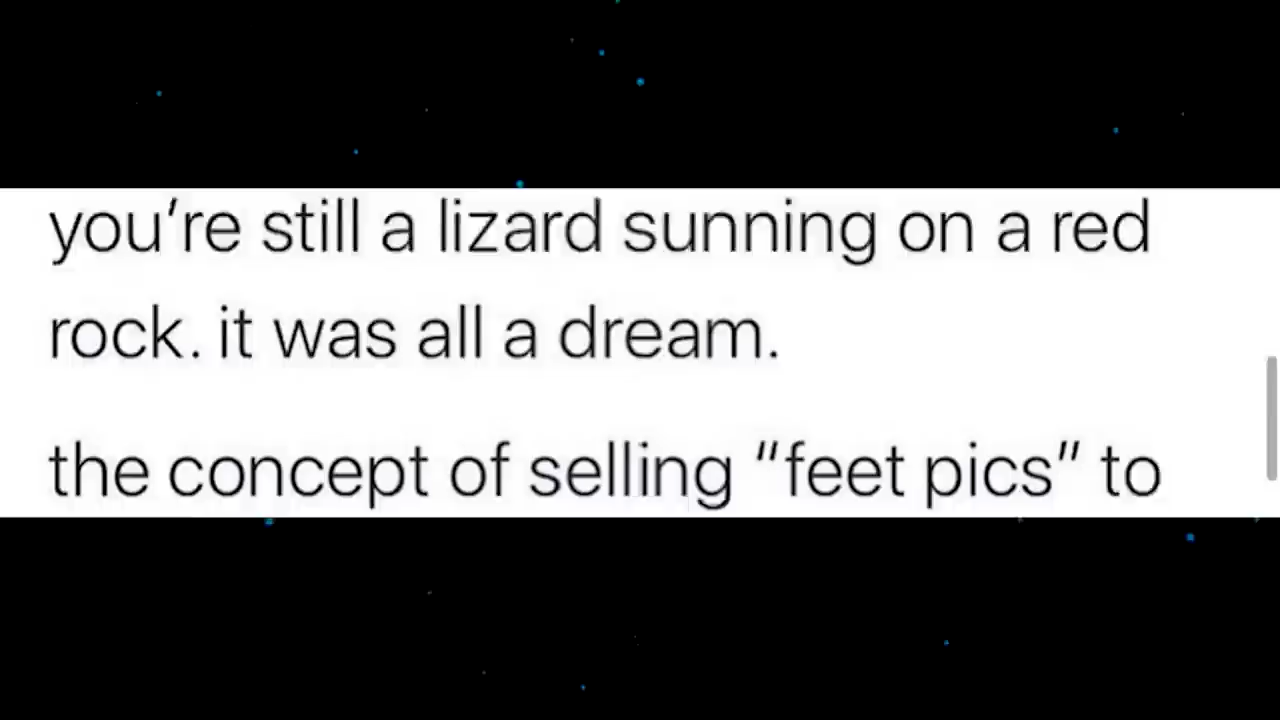 you’re still a lizard sunning on a red
rock. it was all a dream.
the concept of selling “feet pics” to